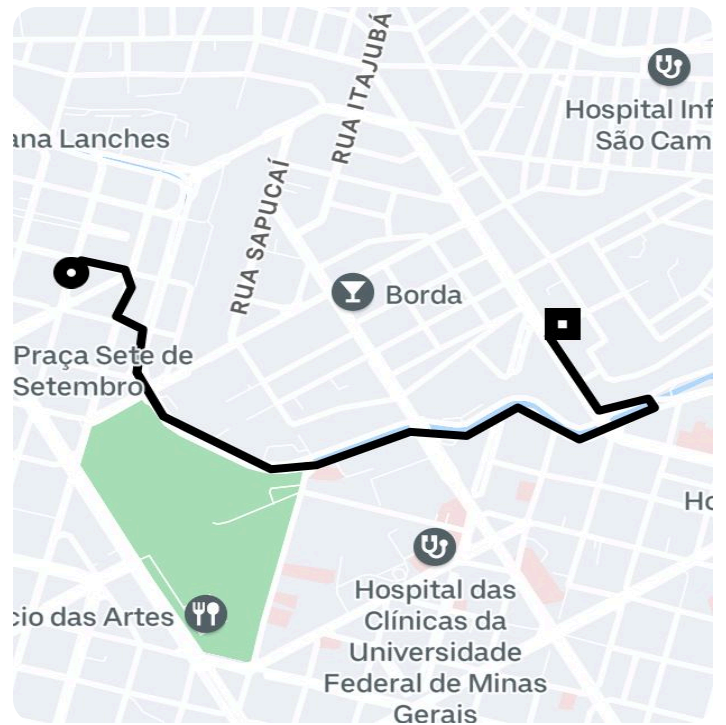 RUA ITAJUBÁ
Hospital Inf
São Cam
ana Lanches
RUA SAPUCAÍ
Borda
Praça Sete de
Setembro
Ho
Hospital das
Clínicas da
Universidade
Federal de Minas
Gerais
cio das Artes